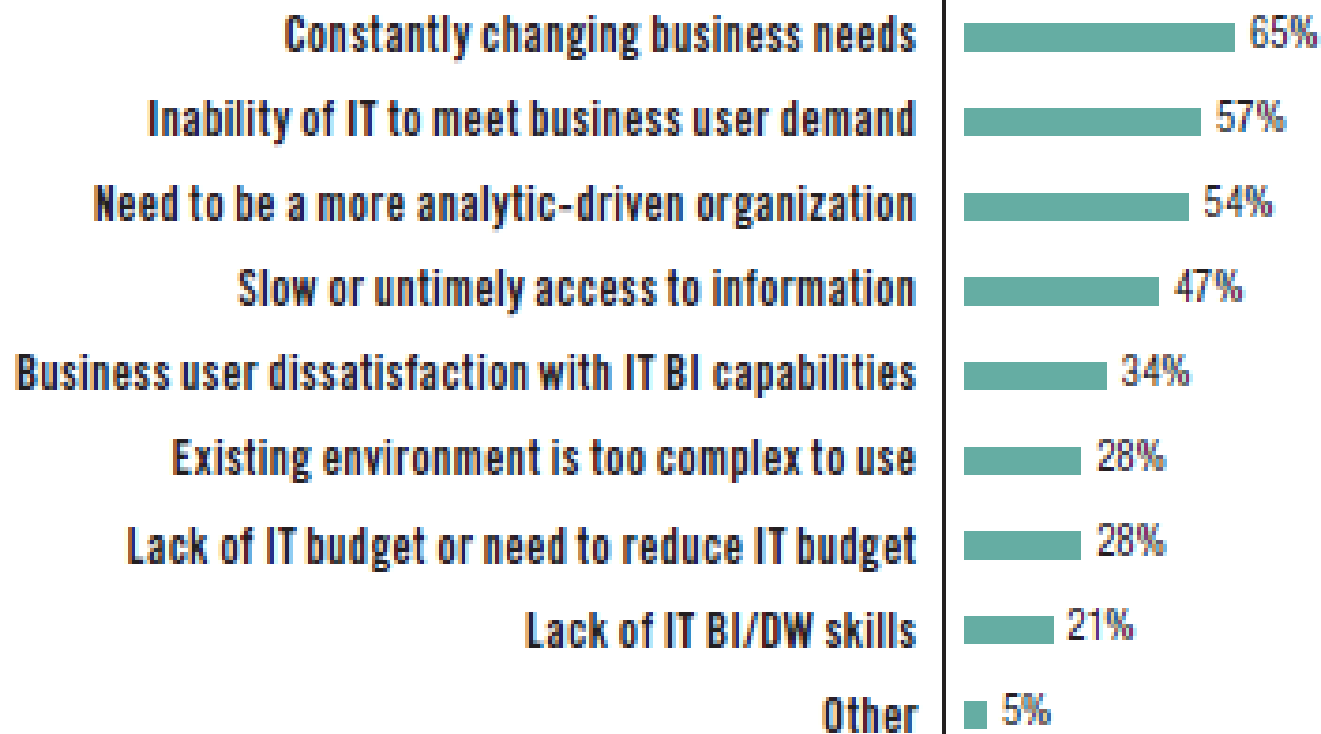 Constantly changing business needs 65%
Inability of IT to meet business user demand 57%
Need to be a more analytic-driven organization 54%
Slow or untimely access to information 47%
Business user dissatisfaction with IT BI capabilities 34%
Existing environment is too complex to use 28%
Lack of IT budget or need to reduce IT budget 28%
Lack of IT BI/DW skills 21%
Other 5%